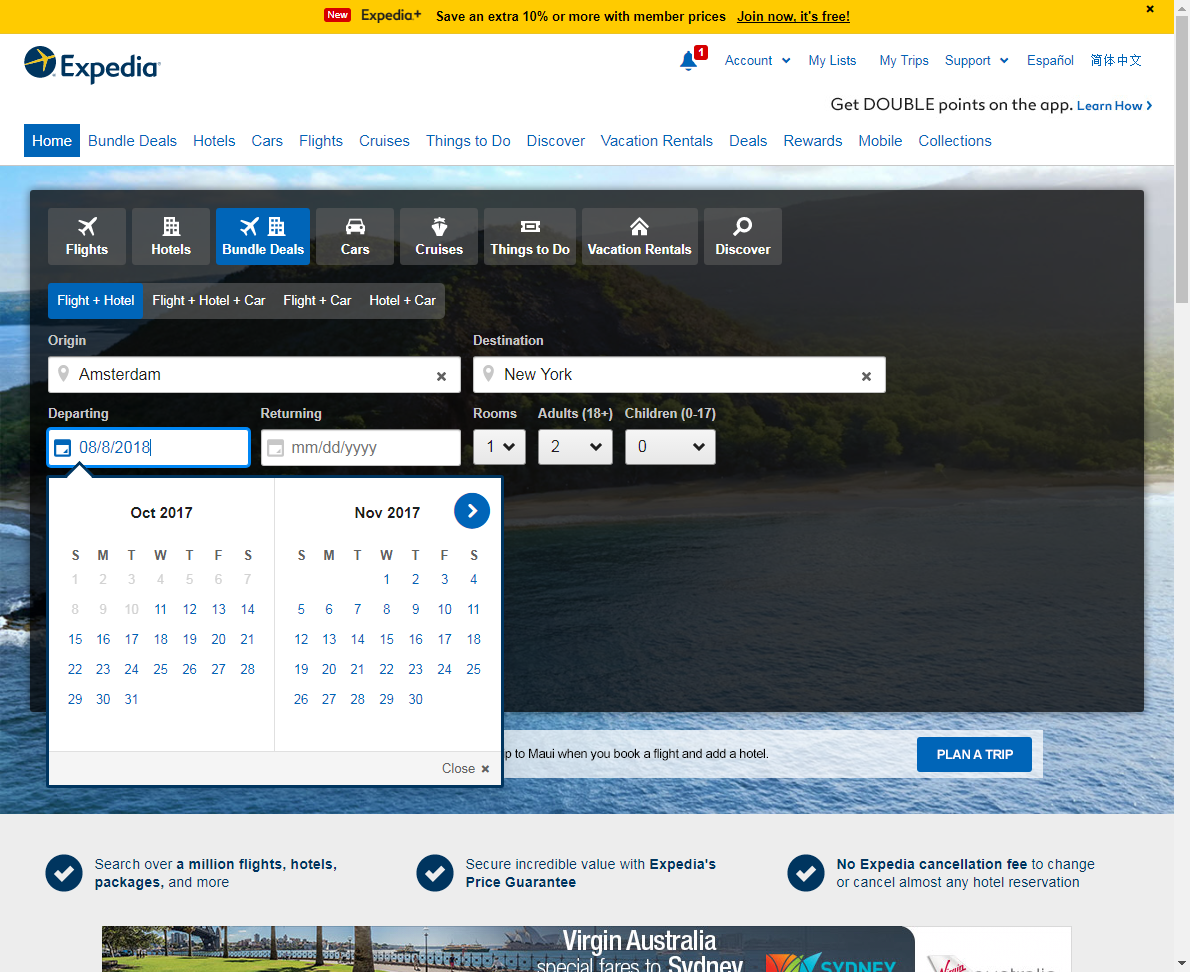 New Expedia+ Save an extra 10% or more with member prices Join now, it's free! ×
Expedia
1 Account My Lists My Trips Support Español 简体中文
Get DOUBLE points on the app. Learn How
Home Bundle Deals Hotels Cars Flights Cruises Things to Do Discover Vacation Rentals Deals Rewards Mobile Collections
Flights Hotels Bundle Deals Cars Cruises Things to Do Vacation Rentals Discover
Flight + Hotel Flight + Hotel + Car Flight + Car Hotel + Car
Origin Destination
Amsterdam × New York ×
Departing Returning Rooms Adults (18+) Children (0-17)
08/8/2018 mm/dd/yyyy 1 2 0
Oct 2017 Nov 2017
S M T W T F S S M T W T F S
1 2 3 4 5 6 7 1 2 3 4
8 9 10 11 12 13 14 5 6 7 8 9 10 11
15 16 17 18 19 20 21 12 13 14 15 16 17 18
22 23 24 25 26 27 28 19 20 21 22 23 24 25
29 30 31 26 27 28 29 30
p to Maui when you book a flight and add a hotel. PLAN A TRIP
Close ×
Search over a million flights, hotels,
packages, and more
Secure incredible value with Expedia's
Price Guarantee
No Expedia cancellation fee to change
or cancel almost any hotel reservation
Virgin Australia
special fares to Sydney
SYDNEY
Virgin australia